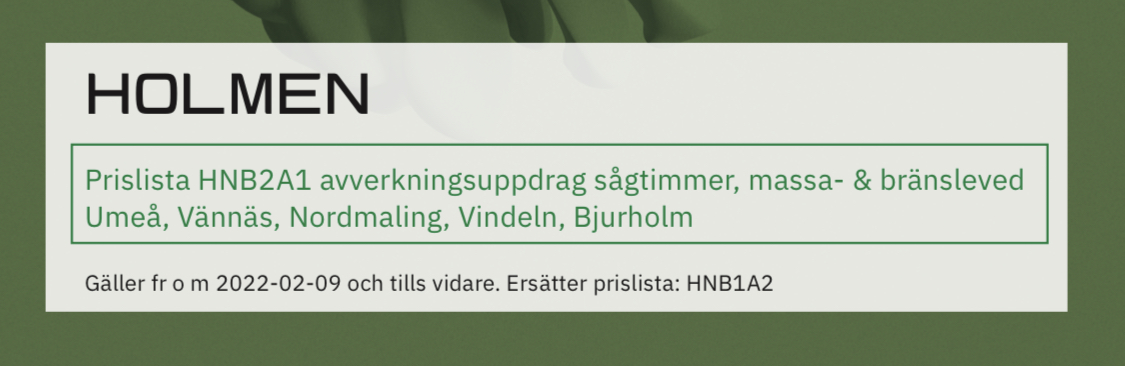 HOLMEN
Prislista HNB2A1 avverkningsuppdrag sågtimmer, massa- & bränsleved
Umeå, Vännäs, Nordmaling, Vindeln, Bjurholm
Gäller fr o m 2022-02-09 och tills vidare. Ersätter prislista: HNB1A2